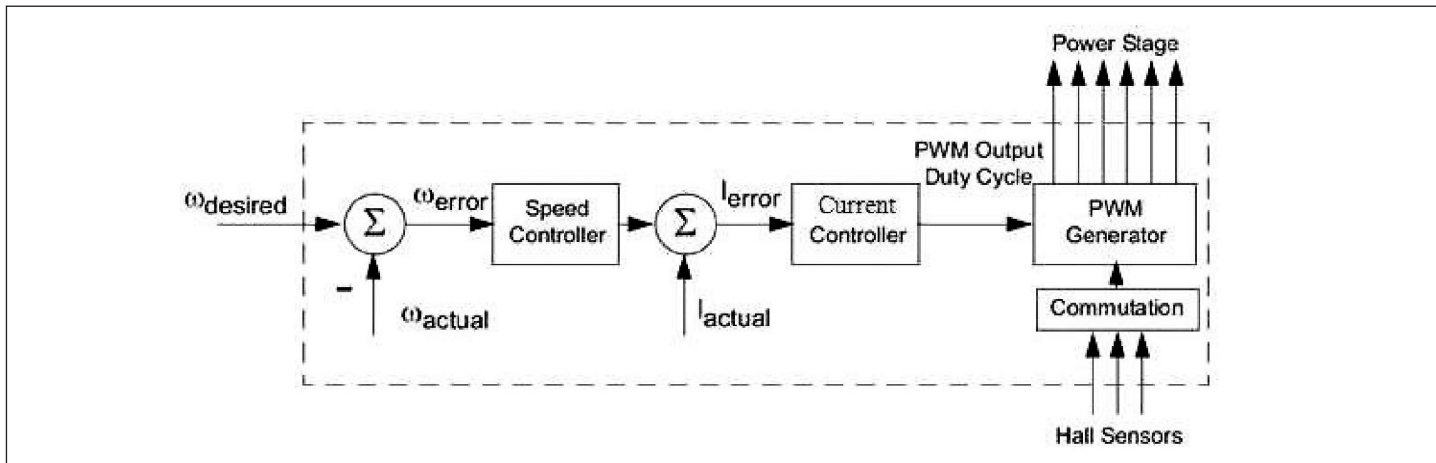 Power Stage
PWM Output
Duty Cycle
ωdesired
Σ
ωerror
Speed
Controller
Σ
Ierror
Current
Controller
PWM
Generator
−
ωactual
Iactual
Commutation
Hall Sensors